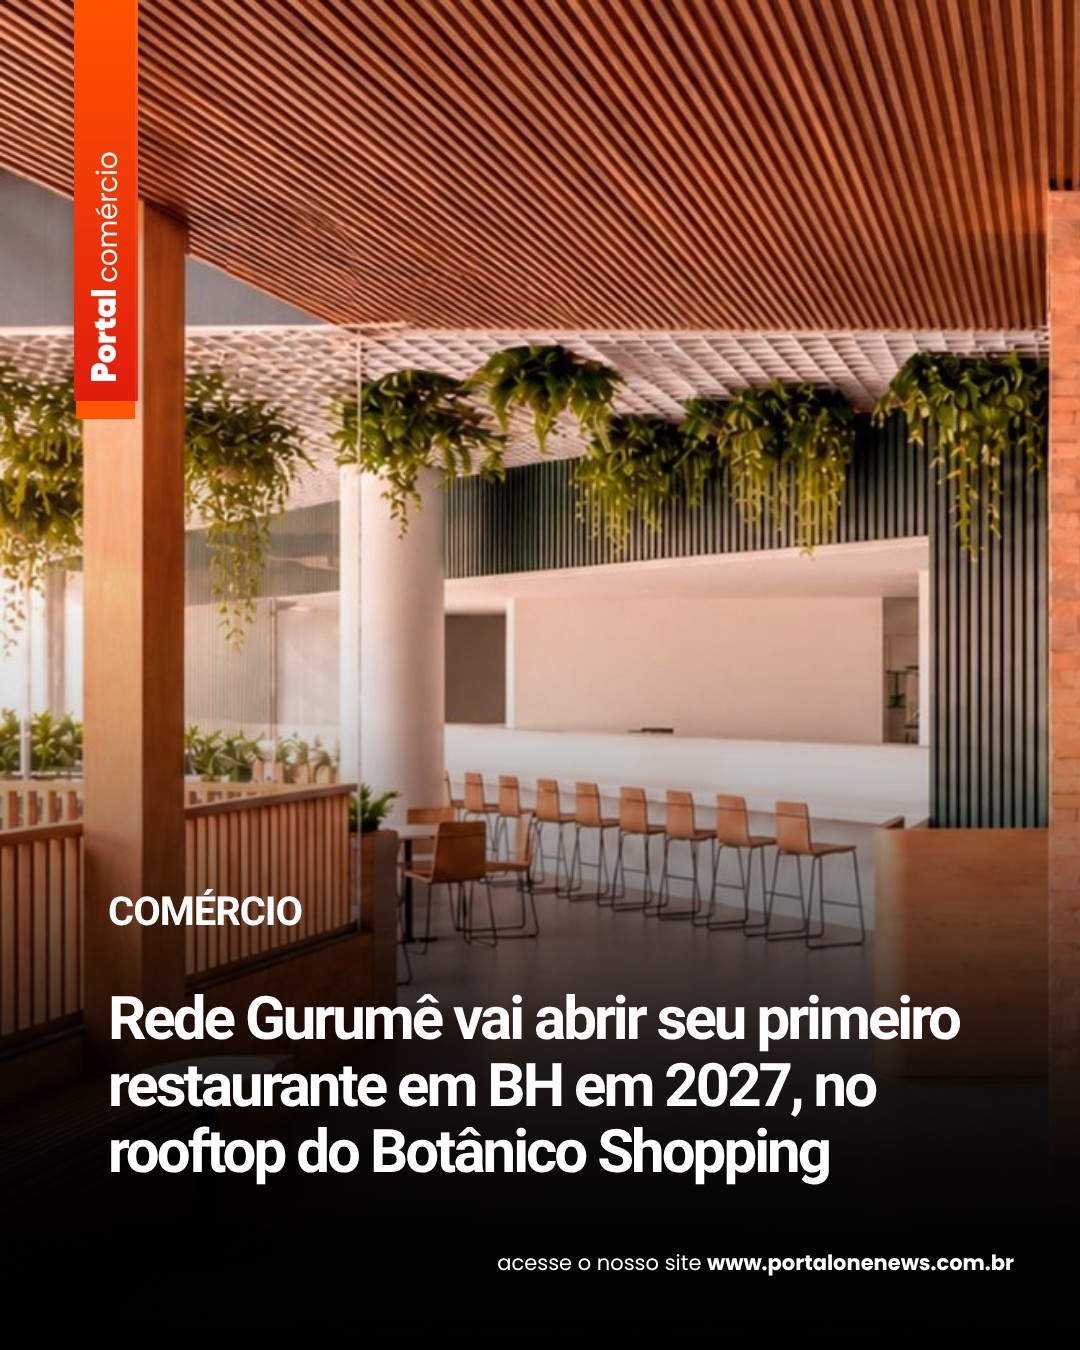 Portal comércio
COMÉRCIO
Rede Gurumê vai abrir seu primeiro
restaurante em BH em 2027, no
rooftop do Botânico Shopping
acesse o nosso site www.portalonenews.com.br